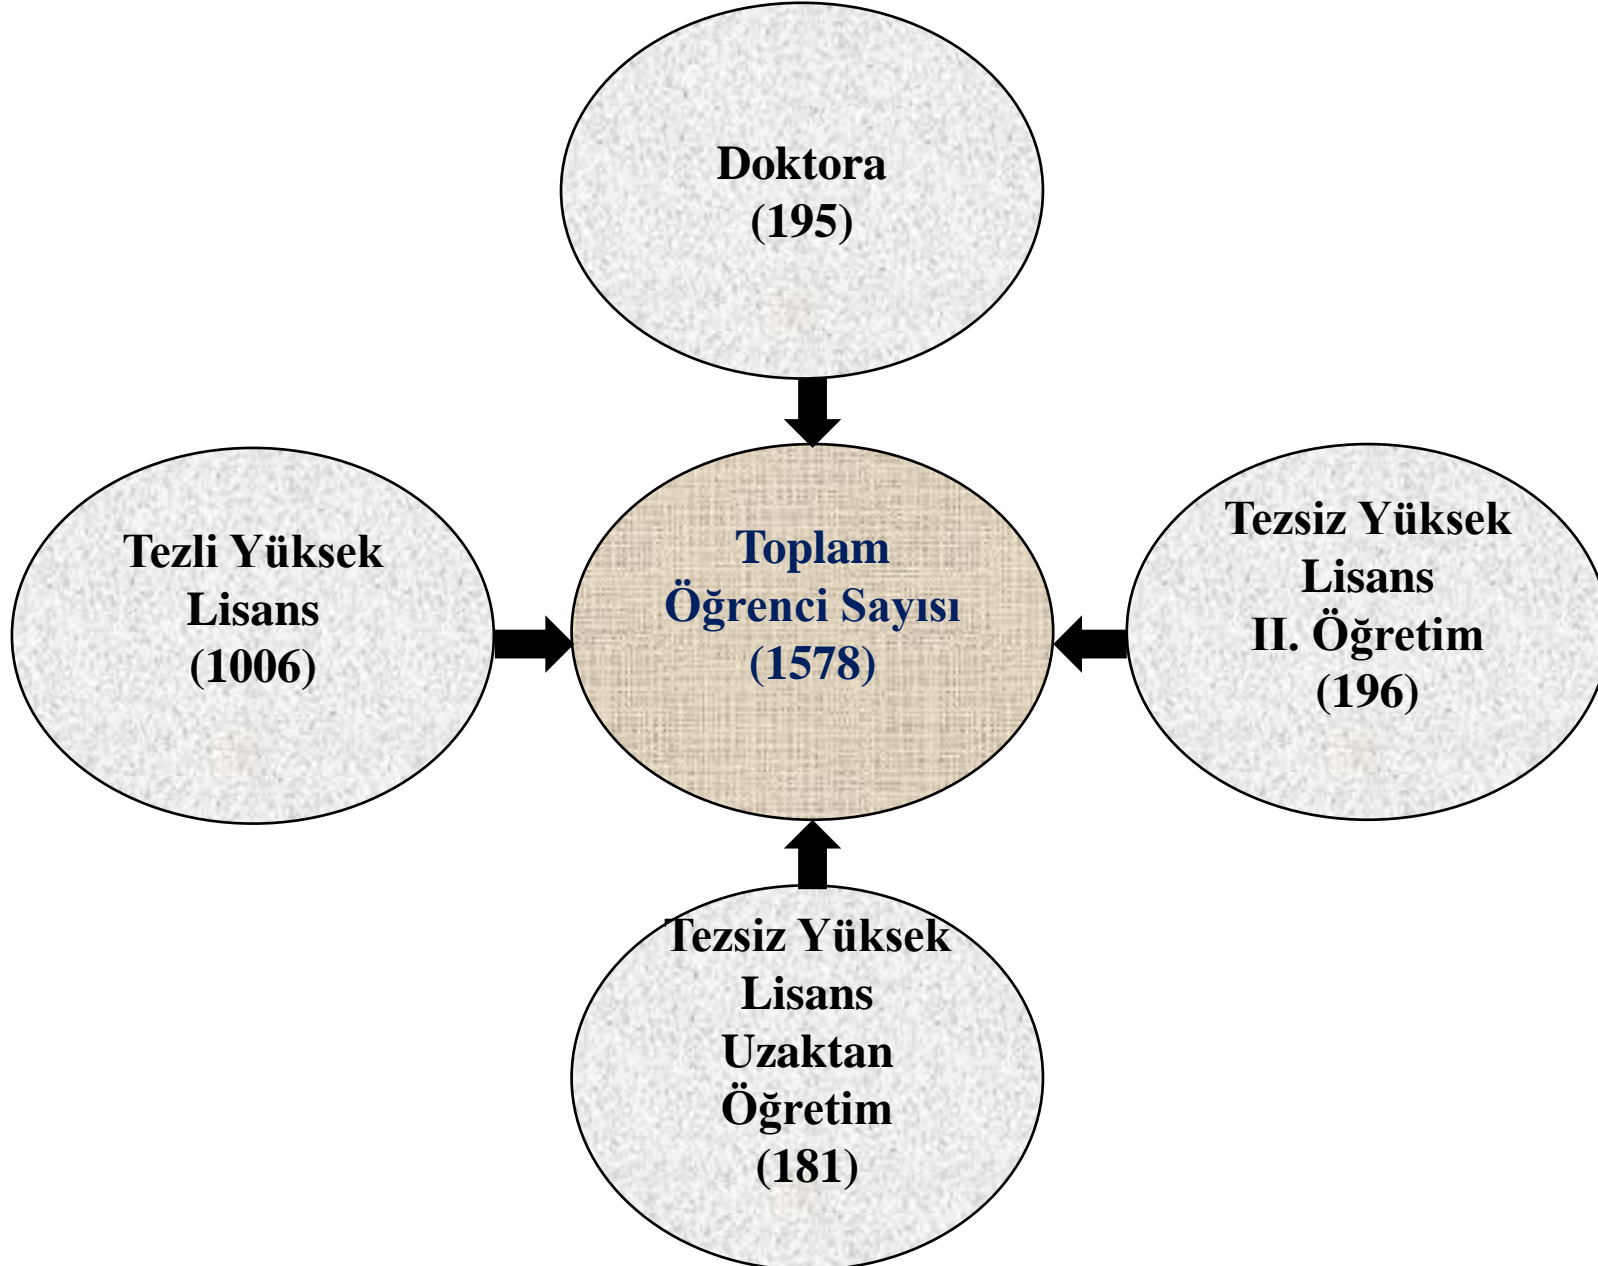 Doktora
(195)
Tezli Yüksek
Lisans
(1006)
Toplam
Öğrenci Sayısı
(1578)
Tezsiz Yüksek
Lisans
II. Öğretim
(196)
Tezsiz Yüksek
Lisans
Uzaktan
Öğretim
(181)